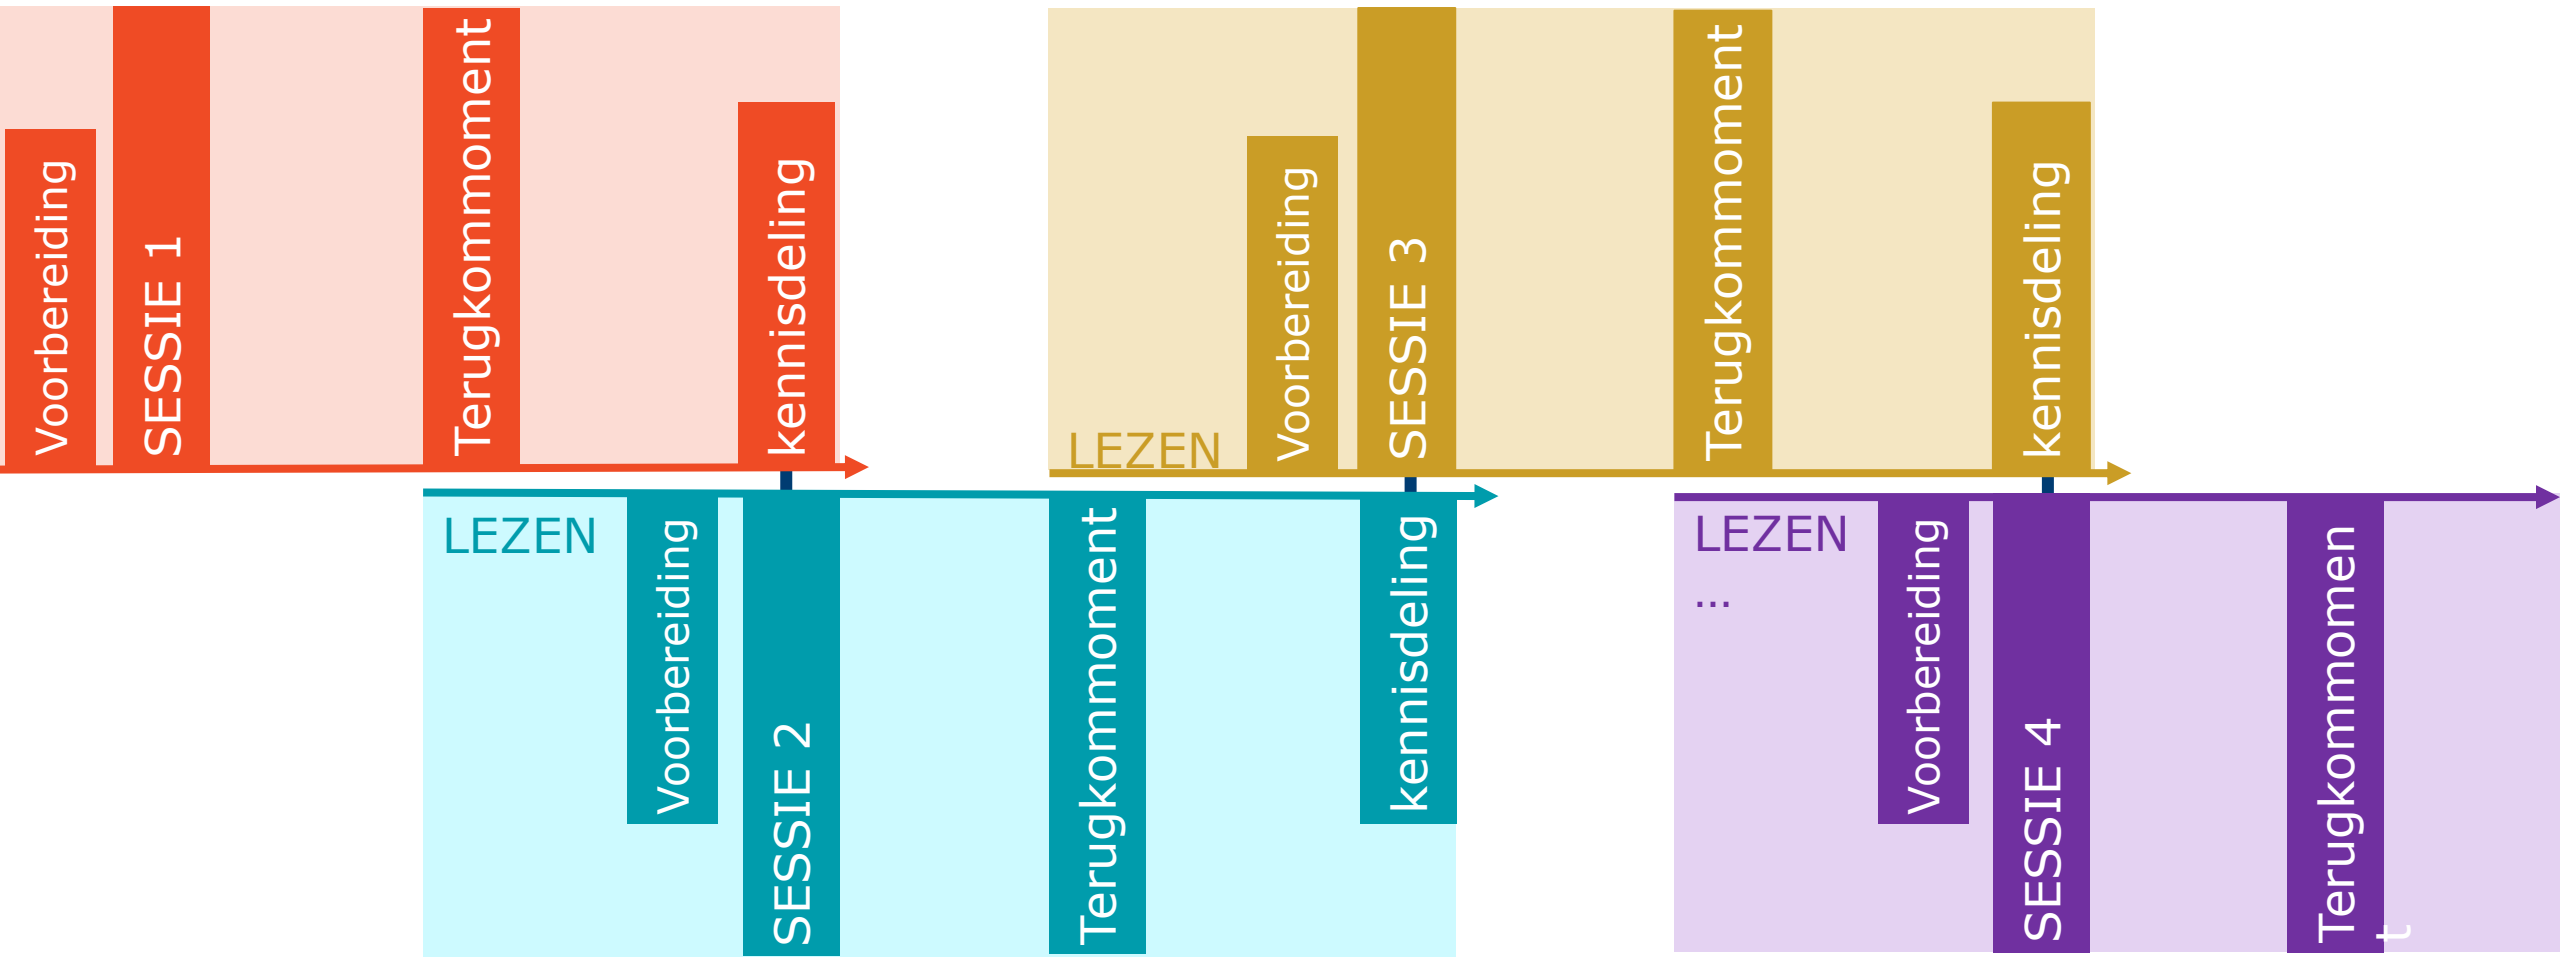 Voorbereiding
SESSIE 1
Terugkommoment
kennisdeling
LEZEN
Voorbereiding
SESSIE 2
Terugkommoment
kennisdeling
LEZEN
Voorbereiding
SESSIE 3
Terugkommoment
kennisdeling
LEZEN
...
Voorbereiding
SESSIE 4
Terugkommomen
t